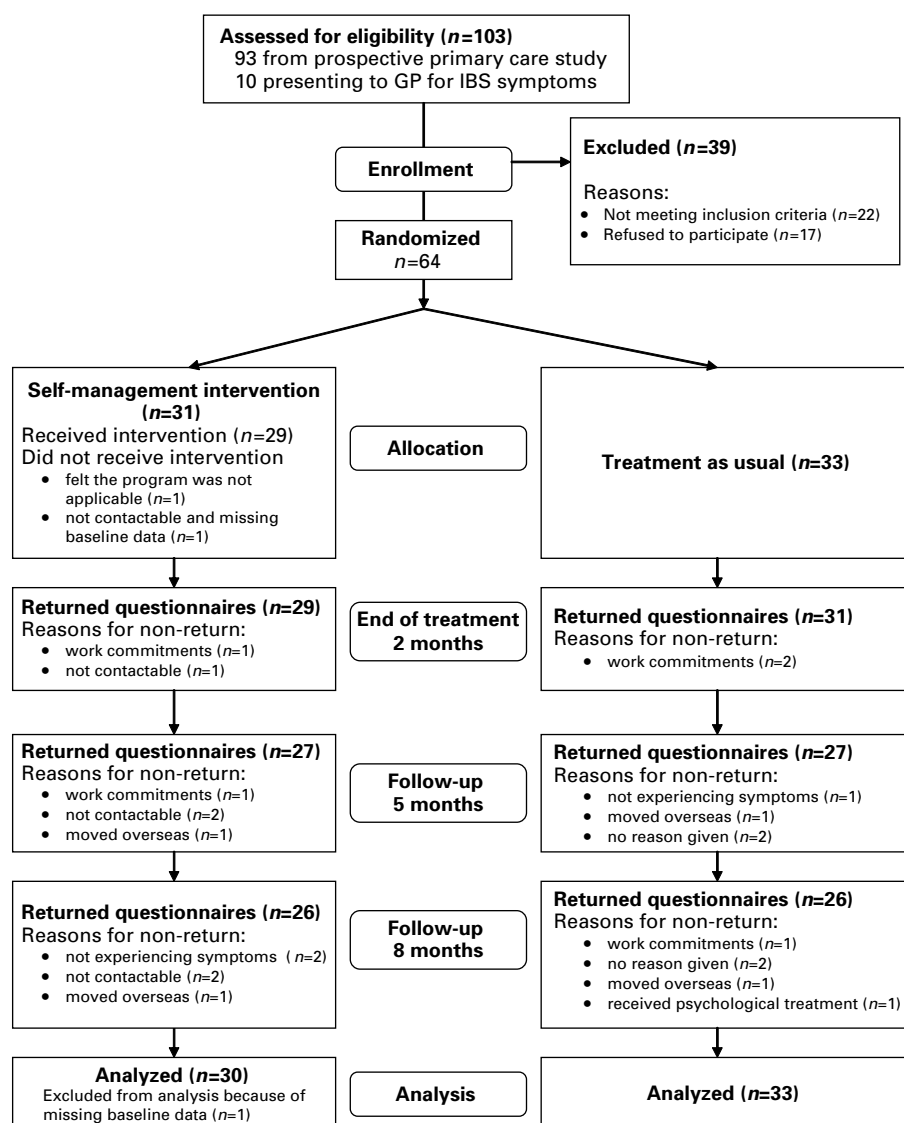 Assessed for eligibility (n=103)
93 from prospective primary care study
10 presenting to GP for IBS symptoms
Enrollment
Excluded (n=39)
Reasons:
• Not meeting inclusion criteria (n=22)
• Refused to participate (n=17)
Randomized
n=64
Self-management intervention
(n=31)
Received intervention (n=29)
Did not receive intervention
• felt the program was not
applicable (n=1)
• not contactable and missing
baseline data (n=1)
Allocation
Treatment as usual (n=33)
Returned questionnaires (n=29)
Reasons for non-return:
• work commitments (n=1)
• not contactable (n=1)
End of treatment
2 months
Returned questionnaires (n=31)
Reasons for non-return:
• work commitments (n=2)
Returned questionnaires (n=27)
Reasons for non-return:
• work commitments (n=1)
• not contactable (n=2)
• moved overseas (n=1)
Follow-up
5 months
Returned questionnaires (n=27)
Reasons for non-return:
• not experiencing symptoms (n=1)
• moved overseas (n=1)
• no reason given (n=2)
Returned questionnaires (n=26)
Reasons for non-return:
• not experiencing symptoms (n=2)
• not contactable (n=2)
• moved overseas (n=1)
Follow-up
8 months
Returned questionnaires (n=26)
Reasons for non-return:
• work commitments (n=1)
• no reason given (n=2)
• moved overseas (n=1)
• received psychological treatment (n=1)
Analyzed (n=30)
Excluded from analysis because of
missing baseline data (n=1)
Analysis
Analyzed (n=33)